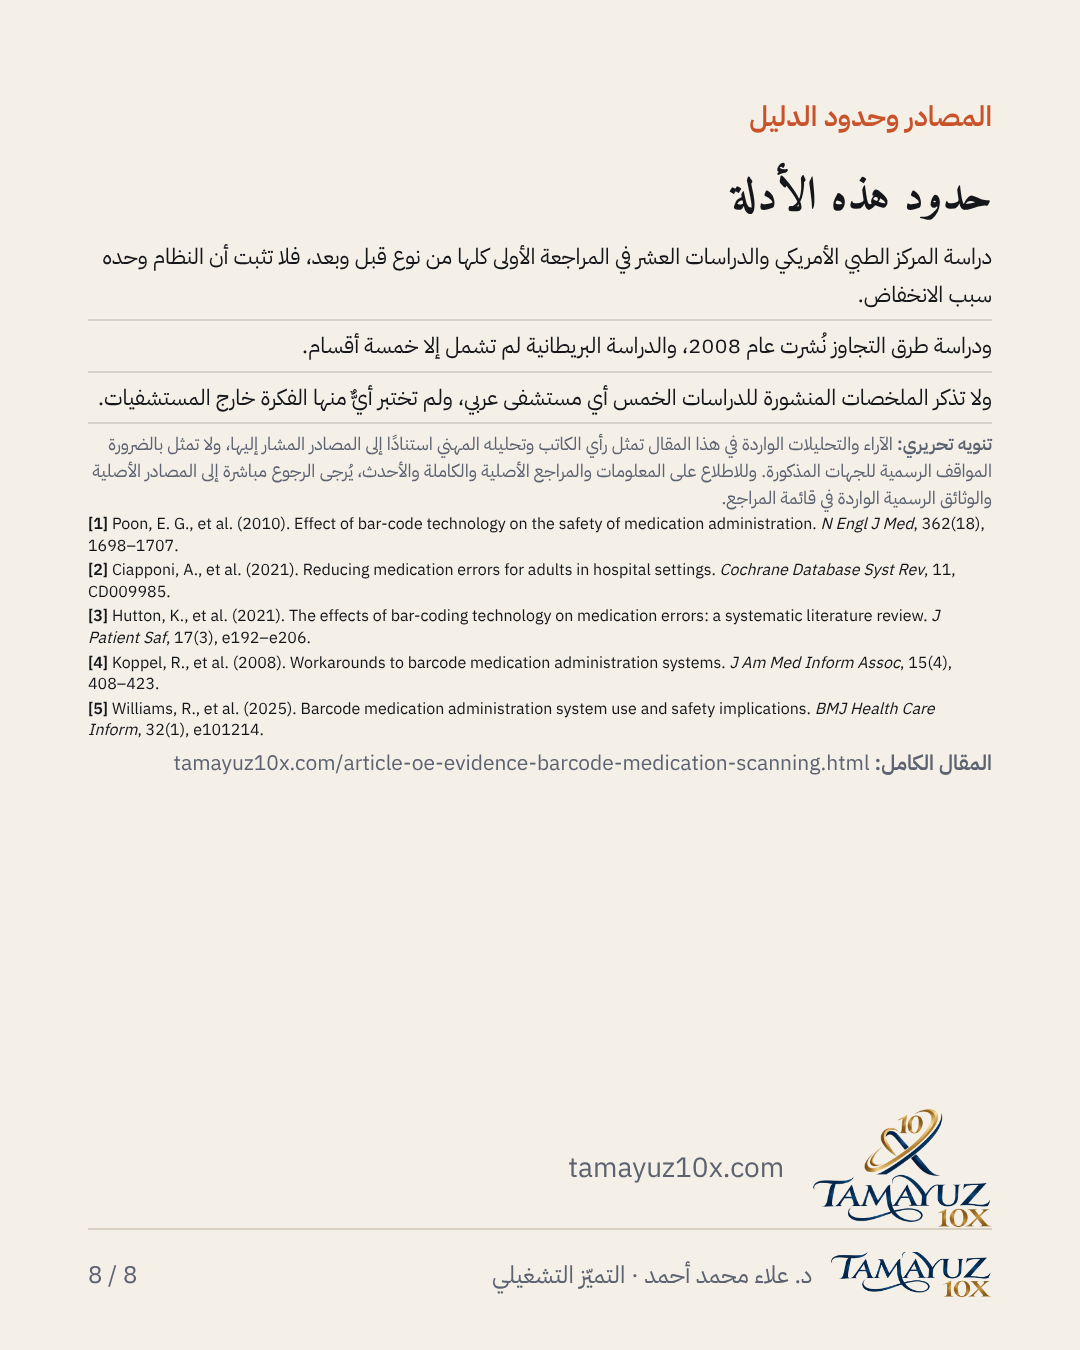 المصادر وحدود الدليل
حدود هذه الأدلة
دراسة المركز الطبي الأمريكي والدراسات العشر في المراجعة الأولى كلها من نوع قبل وبعد، فلا تثبت أن النظام وحده
سبب الانخفاض.
ودراسة طرق التجاوز نُشرت عام 2008، والدراسة البريطانية لم تشمل إلا خمسة أقسام.
ولا تذكر الملخصات المنشورة للدراسات الخمس أي مستشفى عربي، ولم تختبر أيٌّ منها الفكرة خارج المستشفيات.
تنويه تحريري: الآراء والتحليلات الواردة في هذا المقال تمثل رأي الكاتب وتحليله المهني استنادًا إلى المصادر المشار إليها، ولا تمثل بالضرورة
المواقف الرسمية للجهات المذكورة. وللاطلاع على المعلومات والمراجع الأصلية والكاملة والأحدث، يُرجى الرجوع مباشرة إلى المصادر الأصلية
والوثائق الرسمية الواردة في قائمة المراجع.
[1] Poon, E. G., et al. (2010). Effect of bar-code technology on the safety of medication administration. N Engl J Med, 362(18),
1698–1707.
[2] Ciapponi, A., et al. (2021). Reducing medication errors for adults in hospital settings. Cochrane Database Syst Rev, 11,
CD009985.
[3] Hutton, K., et al. (2021). The effects of bar-coding technology on medication errors: a systematic literature review. J
Patient Saf, 17(3), e192–e206.
[4] Koppel, R., et al. (2008). Workarounds to barcode medication administration systems. J Am Med Inform Assoc, 15(4),
408–423.
[5] Williams, R., et al. (2025). Barcode medication administration system use and safety implications. BMJ Health Care
Inform, 32(1), e101214.
المقال الكامل: tamayuz10x.com/article-oe-evidence-barcode-medication-scanning.html
10
TAMAYUZ
10X
tamayuz10x.com
TAMAYUZ
10X
د. علاء محمد أحمد · التميّز التشغيلي
8 / 8